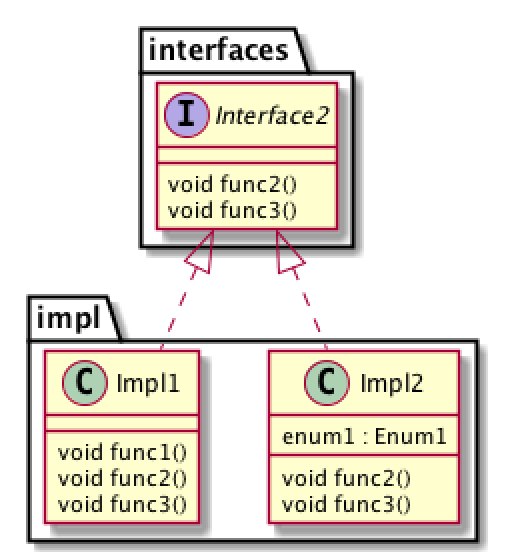 interfaces
I Interface2
void func2()
void func3()
impl
C Impl1
void func1()
void func2()
void func3()
C Impl2
enum1 : Enum1
void func2()
void func3()